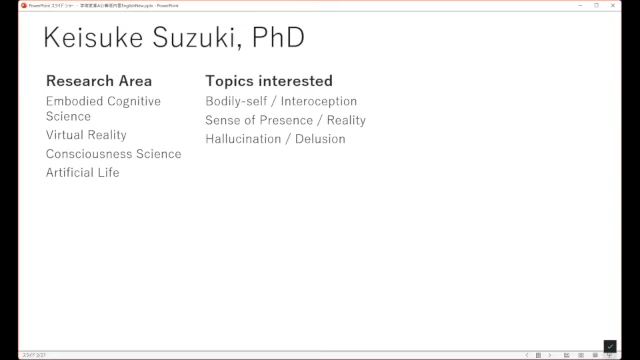 Keisuke Suzuki, PhD
Research Area
Embodied Cognitive
Science
Virtual Reality
Consciousness Science
Artificial Life
Topics interested
Bodily-self / Interoception
Sense of Presence / Reality
Hallucination / Delusion